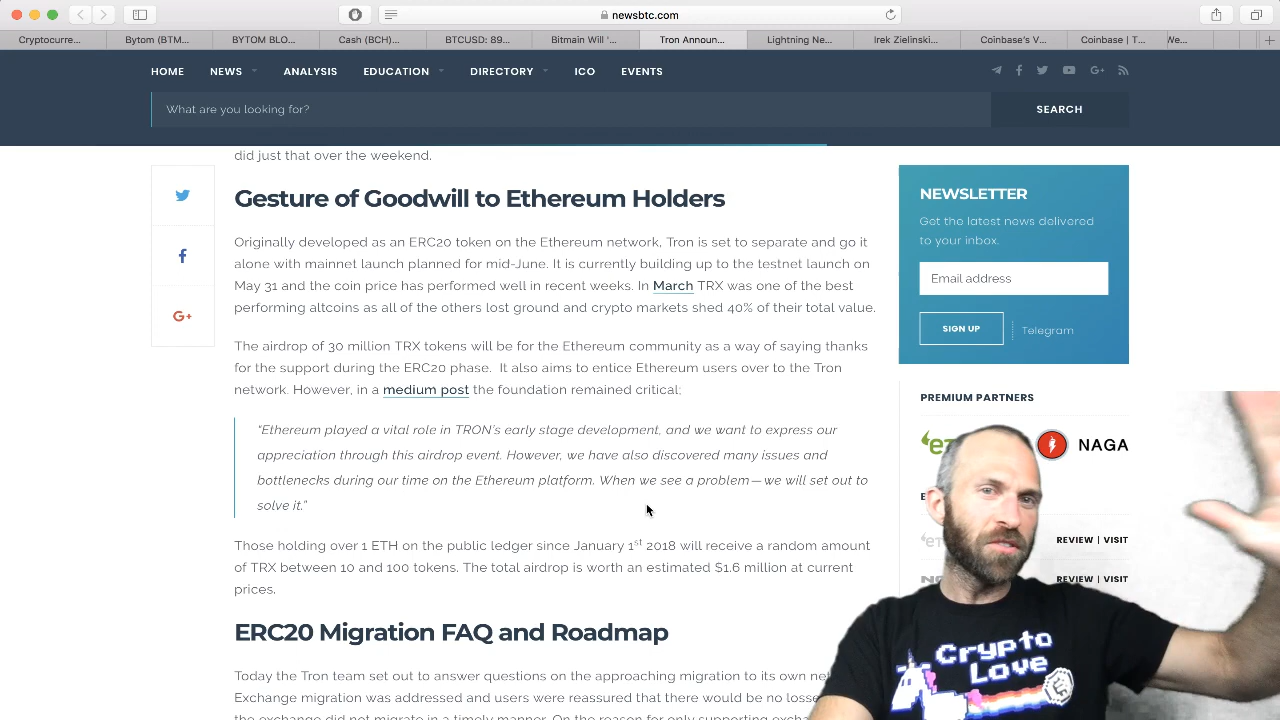 newsbtc.com
Cryptocurre...
Bytom (BTM...
BYTOM BLO...
Cash (BCH)...
BTCUSD: 89...
Bitmain Will '...
Tron Announ...
Lightning Ne...
Irek Zielinski...
Coinbase's V...
Coinbase | T...
We...
HOME NEWS ANALYSIS EDUCATION DIRECTORY ICO EVENTS
What are you looking for?
SEARCH
did just that over the weekend.
Gesture of Goodwill to Ethereum Holders
Originally developed as an ERC20 token on the Ethereum network, Tron is set to separate and go it
alone with mainnet launch planned for mid-June. It is currently building up to the testnet launch on
May 31 and the coin price has performed well in recent weeks. In March TRX was one of the best
performing altcoins as all of the others lost ground and crypto markets shed 40% of their total value.
The airdrop of 30 million TRX tokens will be for the Ethereum community as a way of saying thanks
for the support during the ERC20 phase. It also aims to entice Ethereum users over to the Tron
network. However, in a medium post the foundation remained critical;
“Ethereum played a vital role in TRON’s early stage development, and we want to express our
appreciation through this airdrop event. However, we have also discovered many issues and
bottlenecks during our time on the Ethereum platform. When we see a problem — we will set out to
solve it.”
Those holding over 1 ETH on the public ledger since January 1st 2018 will receive a random amount
of TRX between 10 and 100 tokens. The total airdrop is worth an estimated $1.6 million at current
prices.
ERC20 Migration FAQ and Roadmap
Today the Tron team set out to answer questions on the approaching migration to its own
Exchange migration was addressed and users were reassured that there would be no
the exchange did not migrate in a timely manner. On the reason for only supporting
NEWSLETTER
Get the latest news delivered
to your inbox.
Email address
SIGN UP
Telegram
PREMIUM PARTNERS
NAGA
REVIEW | VISIT
REVIEW | VISIT
Crypto
Love